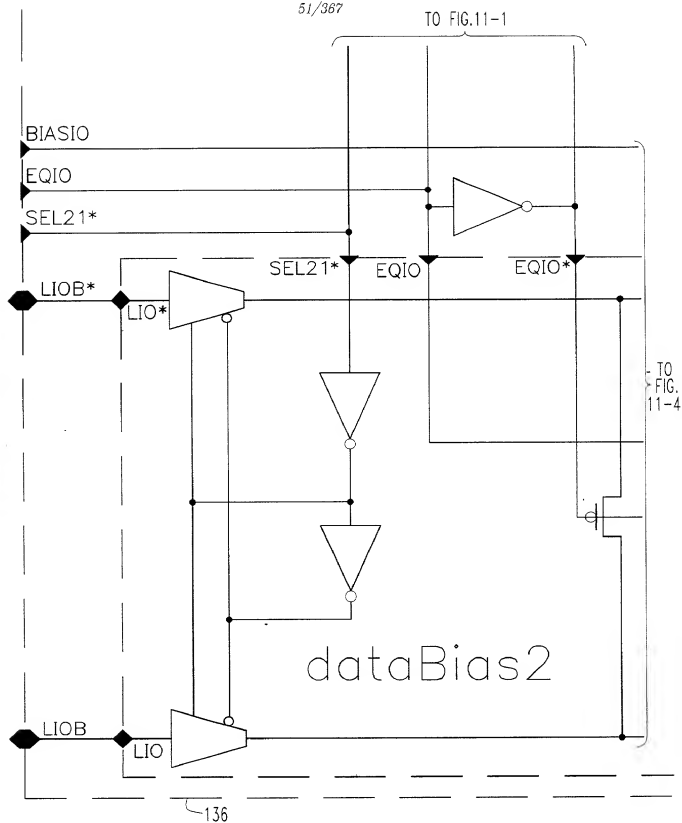 51/367
TO FIG.11-1
BIASIO
EQIO
SEL21*
SEL21*
EQIO
EQIO*
LIOB*
LIO*
TO
FIG.
11-4
dataBias2
LIOB
LIO
136